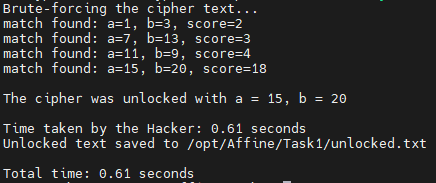 Brute-forcing the cipher text...
match found: a=1, b=3, score=2
match found: a=7, b=13, score=3
match found: a=11, b=9, score=4
match found: a=15, b=20, score=18
The cipher was unlocked with a = 15, b = 20
Time taken by the Hacker: 0.61 seconds
Unlocked text saved to /opt/Affine/Task1/unlocked.txt
Total time: 0.61 seconds